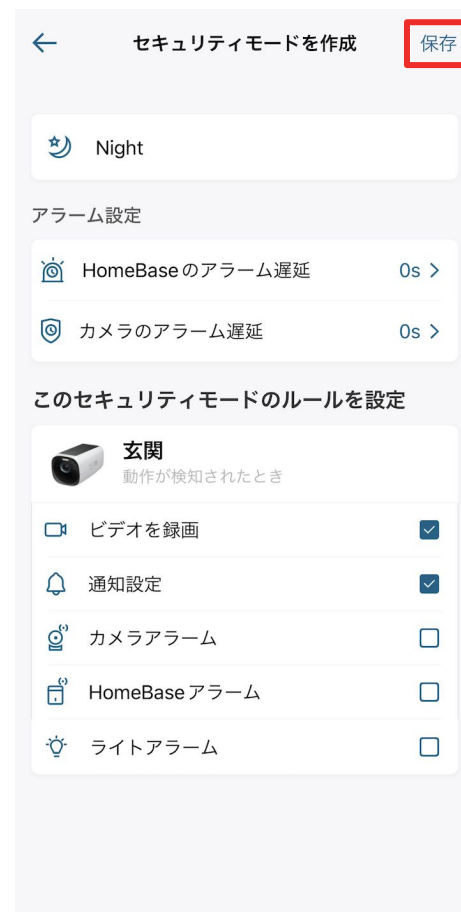 セキュリティモードを作成 保存
Night
アラーム設定
HomeBaseのアラーム遅延 0s
カメラのアラーム遅延 0s
このセキュリティモードのルールを設定
玄関
動作が検知されたとき
ビデオを録画
通知設定
カメラアラーム
HomeBaseアラーム
ライトアラーム